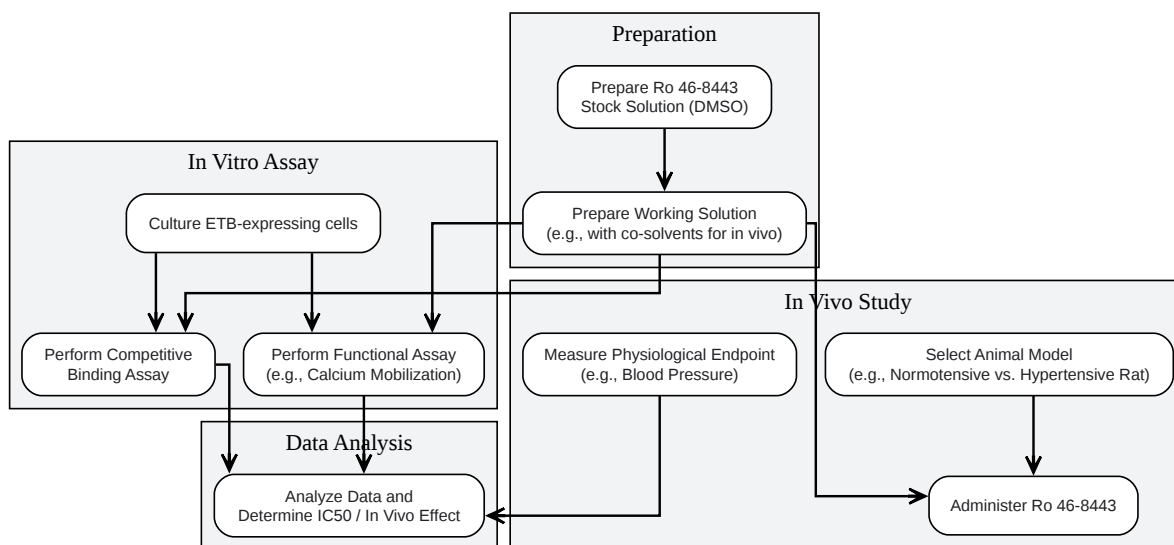 Preparation
Prepare Ro 46-8443
Stock Solution (DMSO)
Prepare Working Solution
(e.g., with co-solvents for in vivo)
In Vitro Assay
Culture ETB-expressing cells
Perform Competitive
Binding Assay
Perform Functional Assay
(e.g., Calcium Mobilization)
In Vivo Study
Measure Physiological Endpoint
(e.g., Blood Pressure)
Select Animal Model
(e.g., Normotensive vs. Hypertensive Rat)
Administer Ro 46-8443
Data Analysis
Analyze Data and
Determine IC50 / In Vivo Effect